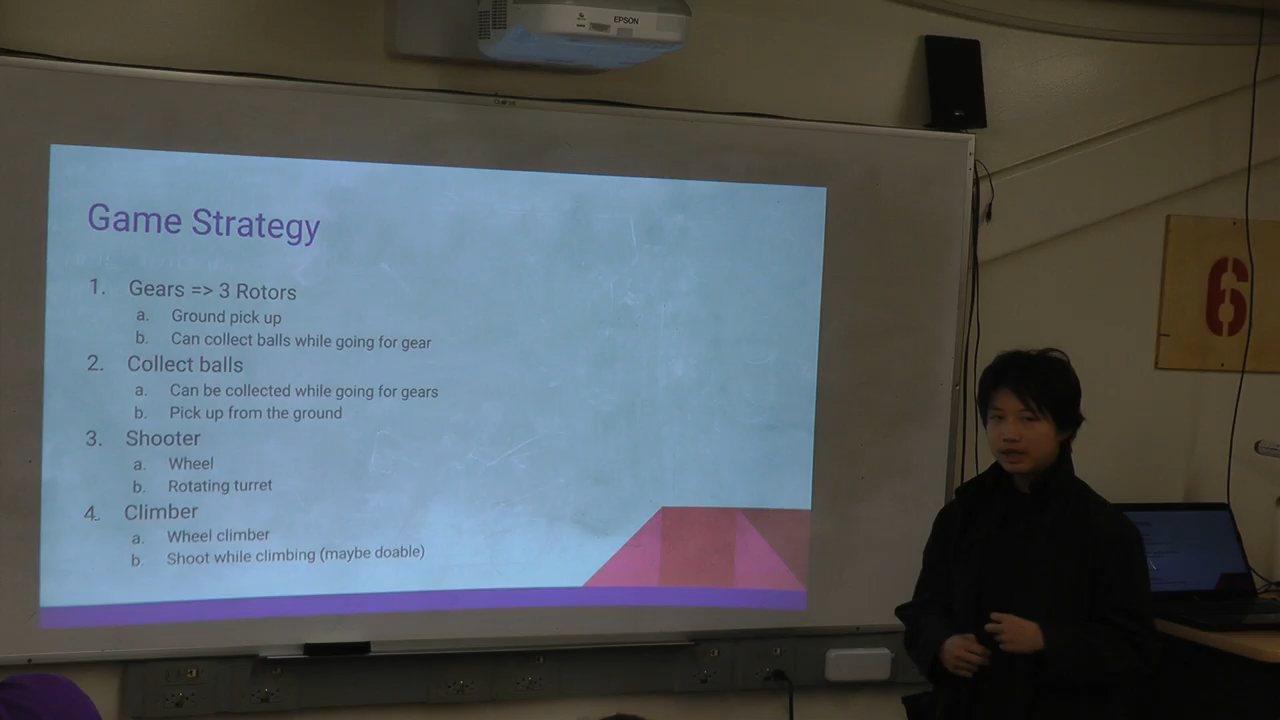 EPSON
Game Strategy
1. Gears => 3 Rotors
a. Ground pick up
b. Can collect balls while going for gear
2. Collect balls
a. Can be collected while going for gears
b. Pick up from the ground
3. Shooter
a. Wheel
b. Rotating turret
4. Climber
a. Wheel climber
b. Shoot while climbing (maybe doable)
6